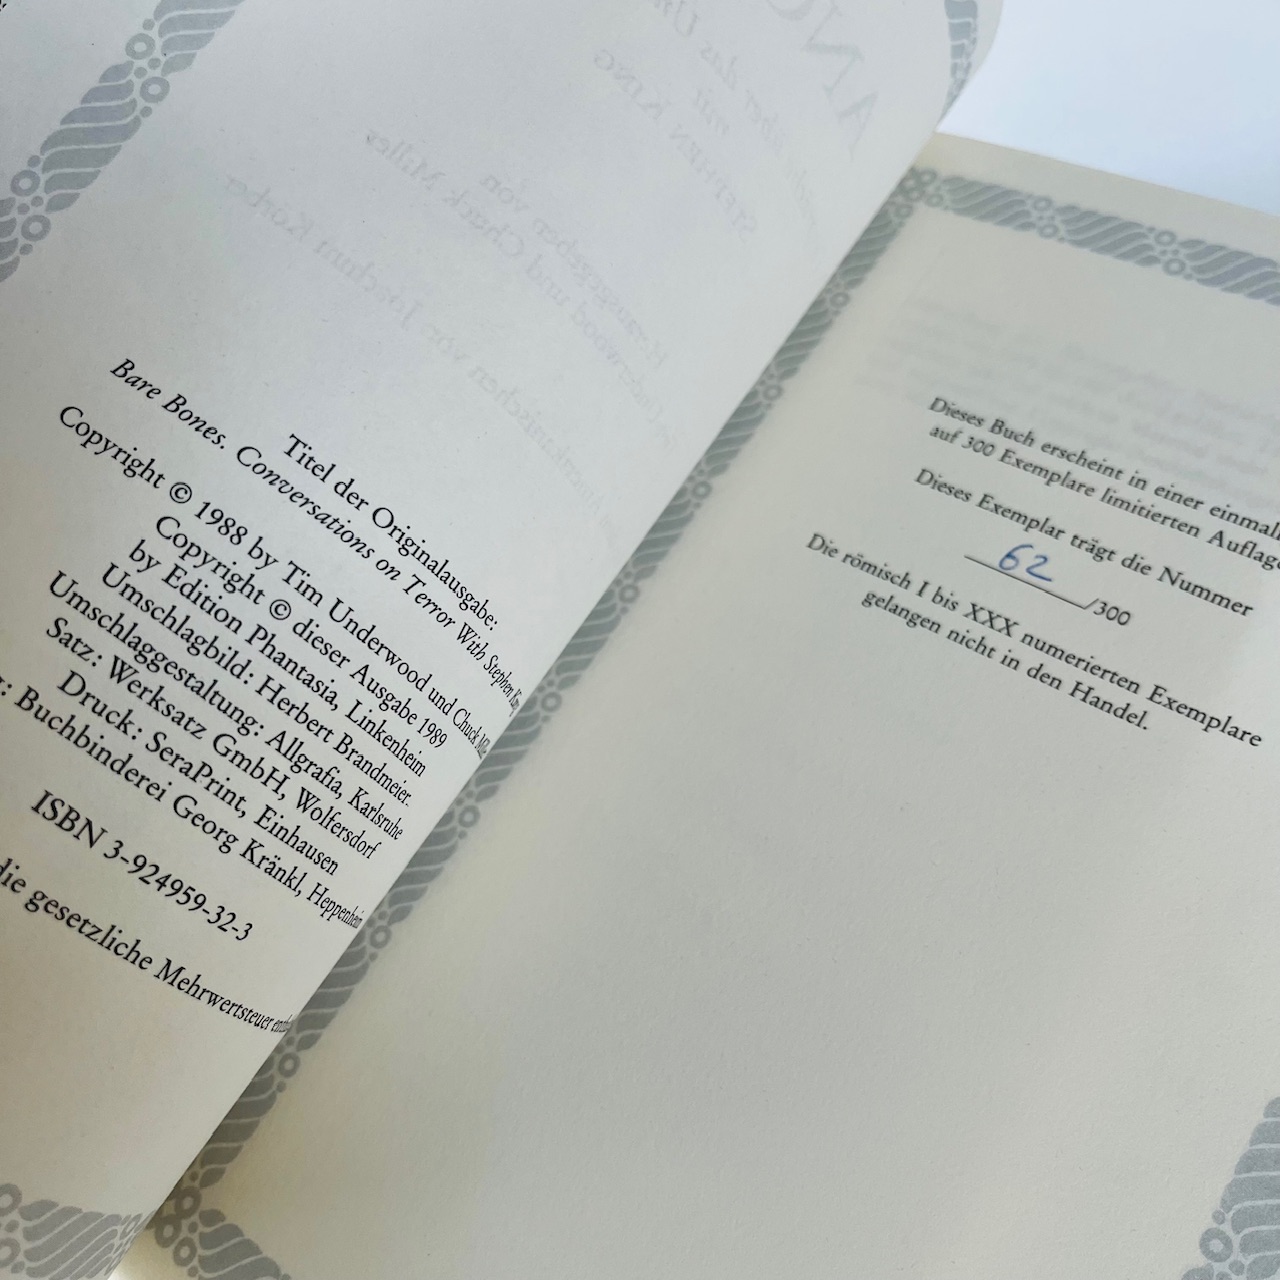 Titel der Originalausgabe:
Bare Bones. Conversations on Terror With Stephen King
Copyright © 1988 by Tim Underwood und Chuck Miller
Copyright © dieser Ausgabe 1989
by Edition Phantasia, Linkenheim
Umschlagbild: Herbert Brandmeier.
Umschlaggestaltung: Allgrafia, Karlsruhe
Satz: Werksatz GmbH, Wolfersdorf
Druck: SeraPrint, Einhausen
: Buchbinderei Georg Kränkl, Heppenheim
ISBN 3-924959-32-3
die gesetzliche Mehrwertsteuer
Dieses Buch erscheint in einer
auf 300 Exemplare limitierten Auflage
Dieses Exemplar trägt die Nummer
62/300
Die römisch I bis XXX numerierten Exemplare
gelangen nicht in den Handel.